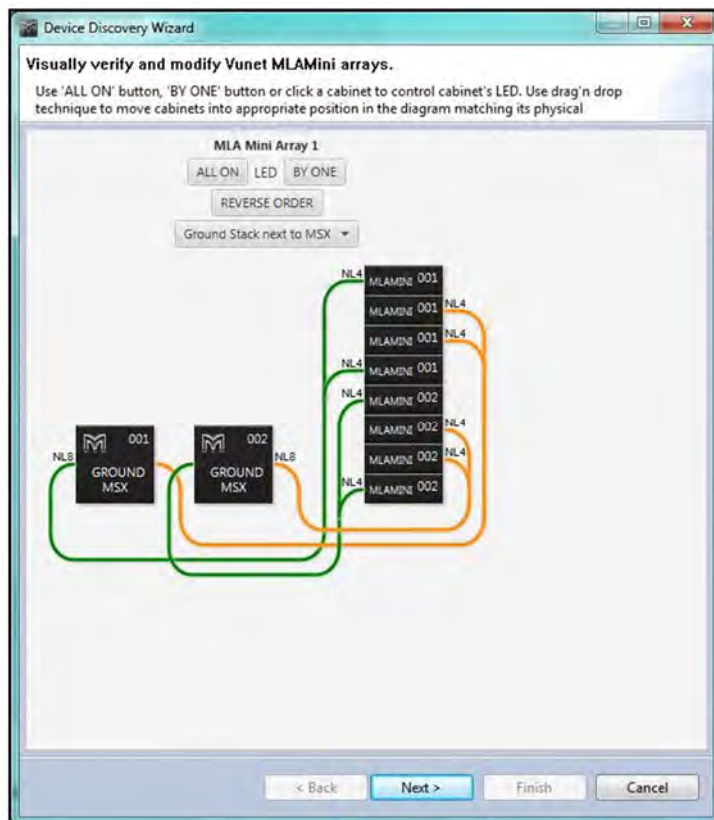 Device Discovery Wizard
Visually verify and modify Vunet MLAMini arrays.
Use 'ALL ON' button, 'BY ONE' button or click a cabinet to control cabinet's LED. Use drag'n drop
technique to move cabinets into appropriate position in the diagram matching its physical
MLA Mini Array 1
ALL ON LED BY ONE
REVERSE ORDER
Ground Stack next to MSX
NL4 MLAMINI 001
MLAMINI 001 NL4
MLAMINI 001 NL4
NL4 MLAMINI 001
NL4 MLAMINI 002
MLAMINI 002 NL4
MLAMINI 002 NL4
NL4 MLAMINI 002
NL8 001 GROUND MSX
002 GROUND MSX NL8
< Back Next > Finish Cancel